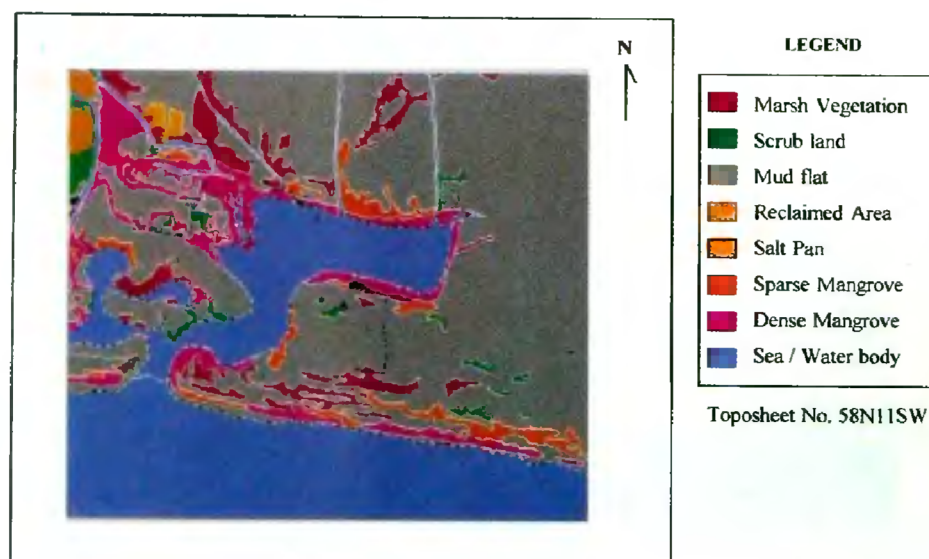 N
LEGEND
Marsh Vegetation
Scrub land
Mud flat
Reclaimed Area
Salt Pan
Sparse Mangrove
Dense Mangrove
Sea / Water body
Toposheet No. 58N11SW